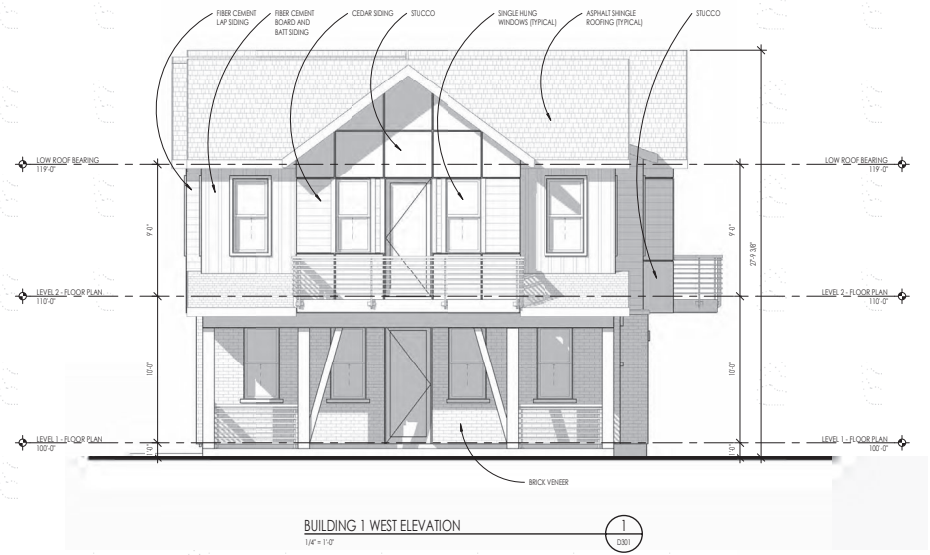 FIBER CEMENT
LAP SIDING
FIBER CEMENT
BOARD AND
BATT SIDING
CEDAR SIDING
STUCCO
SINGLE HUNG
WINDOWS (TYPICAL)
ASPHALT SHINGLE
ROOFING (TYPICAL)
STUCCO
LOW ROOF BEARING
119'-0"
LOW ROOF BEARING
119'-0"
9'-0"
9'-0"
27'-9 3/8"
LEVEL 2 - FLOOR PLAN
110'-0"
LEVEL 2 - FLOOR PLAN
110'-0"
10'-0"
10'-0"
LEVEL 1 - FLOOR PLAN
100'-0"
LEVEL 1 - FLOOR PLAN
100'-0"
1'-0"
1'-0"
BRICK VENEER
BUILDING 1 WEST ELEVATION
1/4" = 1'-0"
1
D301